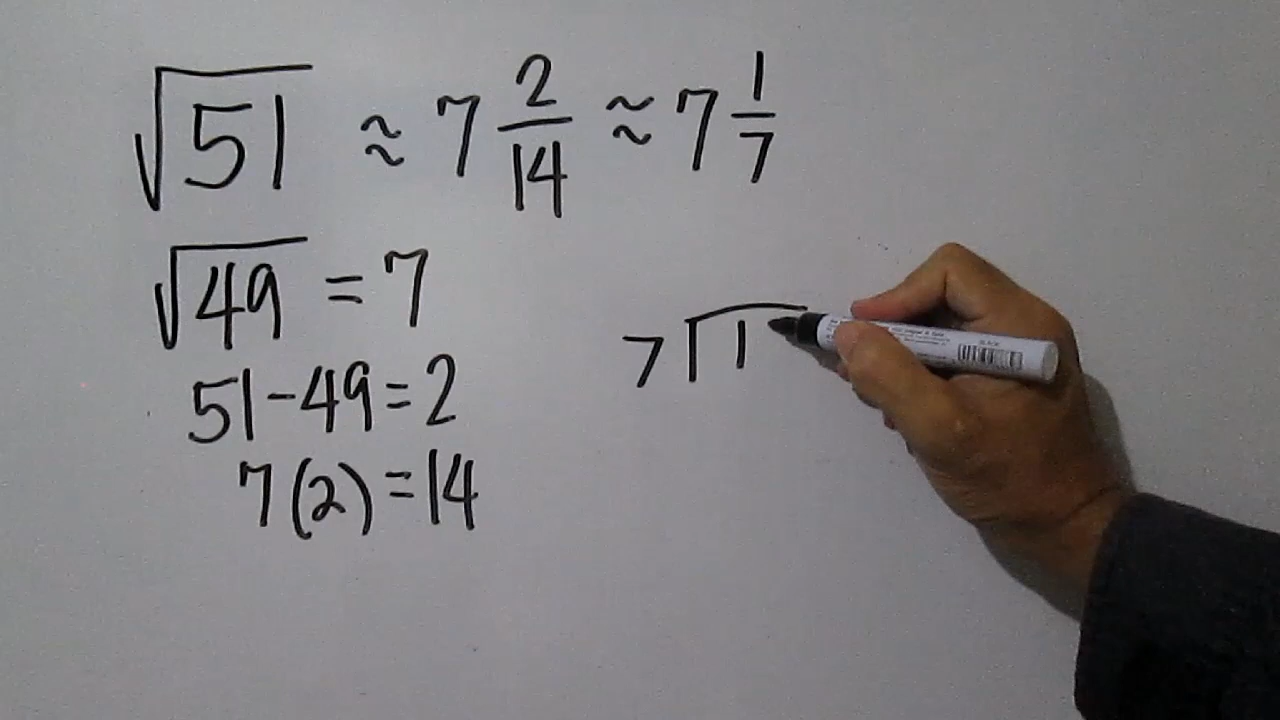 √51 ≈ 7 2/14 ≈ 7 1/7
√49 = 7
51-49=2
7(2)=14
7 ⟌ 1